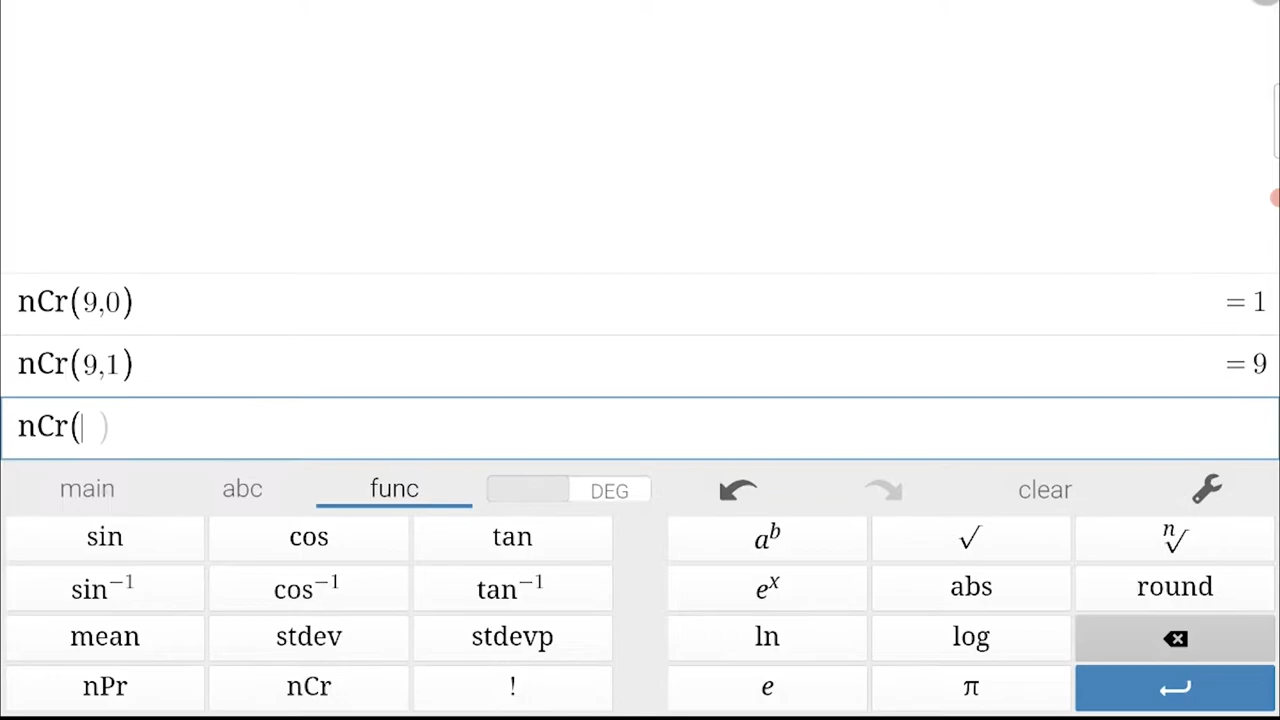 nCr(9,0) = 1
nCr(9,1) = 9
nCr( )
main abc func DEG clear
sin cos tan a^b √ ⁿ√
sin⁻¹ cos⁻¹ tan⁻¹ eˣ abs round
mean stdev stdevp ln log
nPr nCr ! e π